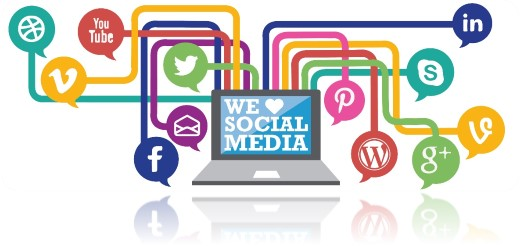 You
Tube
in
f
g+
WE ♥
SOCIAL
MEDIA